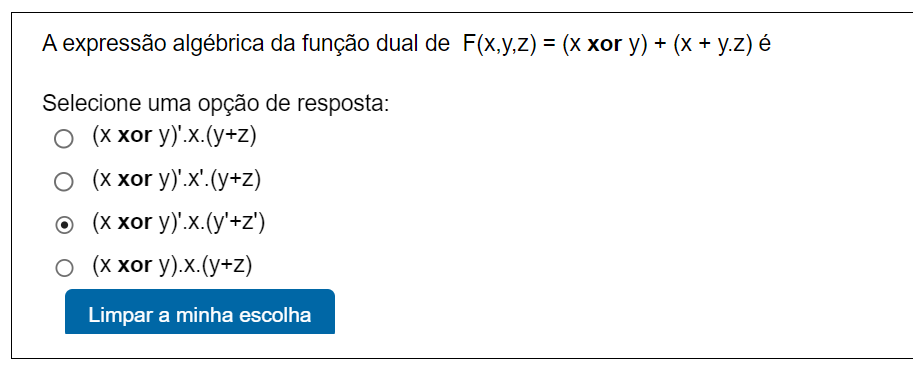 A expressão algébrica da função dual de F(x,y,z) = (x xor y) + (x + y.z) é
Selecione uma opção de resposta:
(x xor y)'.x.(y+z)
(x xor y)'.x'.(y+z)
(x xor y)'.x.(y'+z')
(x xor y).x.(y+z)
Limpar a minha escolha